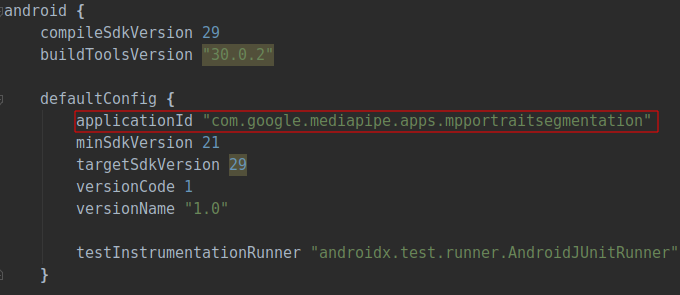 android {
compileSdkVersion 29
buildToolsVersion "30.0.2"
defaultConfig {
applicationId "com.google.mediapipe.apps.mpportraitsegmentation"
minSdkVersion 21
targetSdkVersion 29
versionCode 1
versionName "1.0"
testInstrumentationRunner "androidx.test.runner.AndroidJUnitRunner"
}